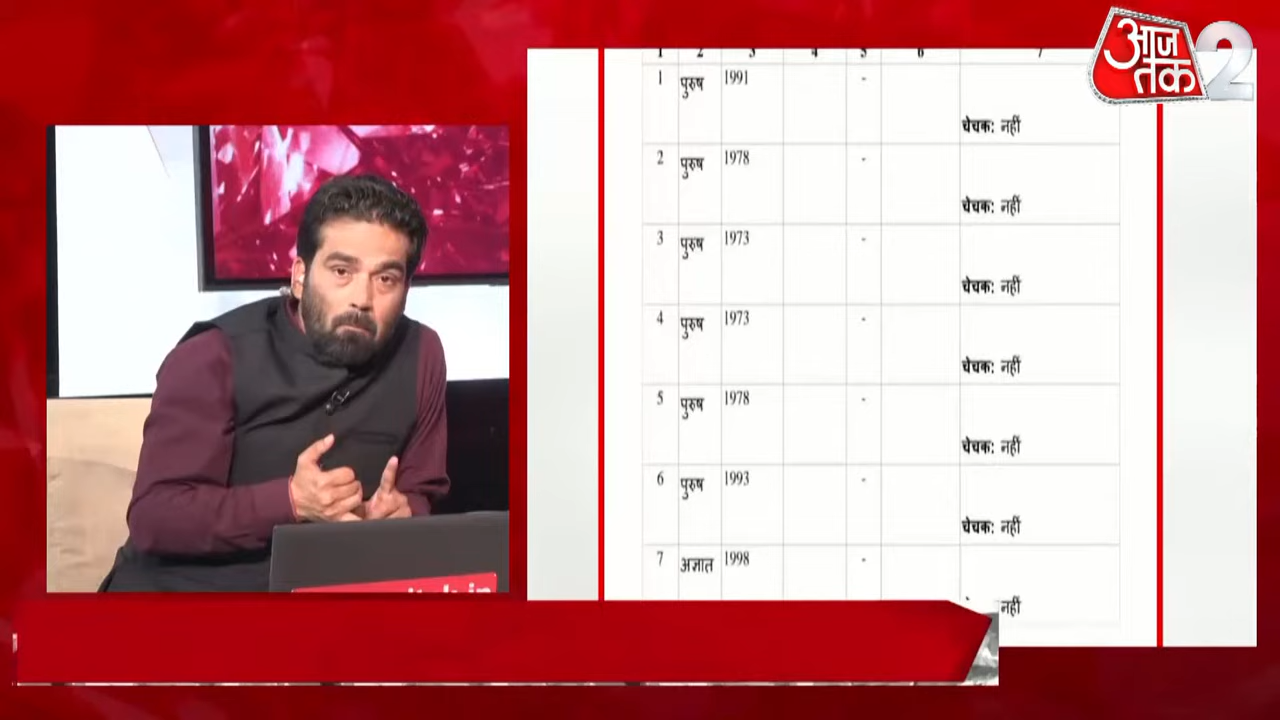 आज तक 2
1 2 3 4 5 6 7
1 पुरुष 1991 -
चेचक: नहीं
2 पुरुष 1978 -
चेचक: नहीं
3 पुरुष 1973 -
चेचक: नहीं
4 पुरुष 1973 -
चेचक: नहीं
5 पुरुष 1978 -
चेचक: नहीं
6 पुरुष 1993 -
चेचक: नहीं
7 अज्ञात 1998 -
नहीं